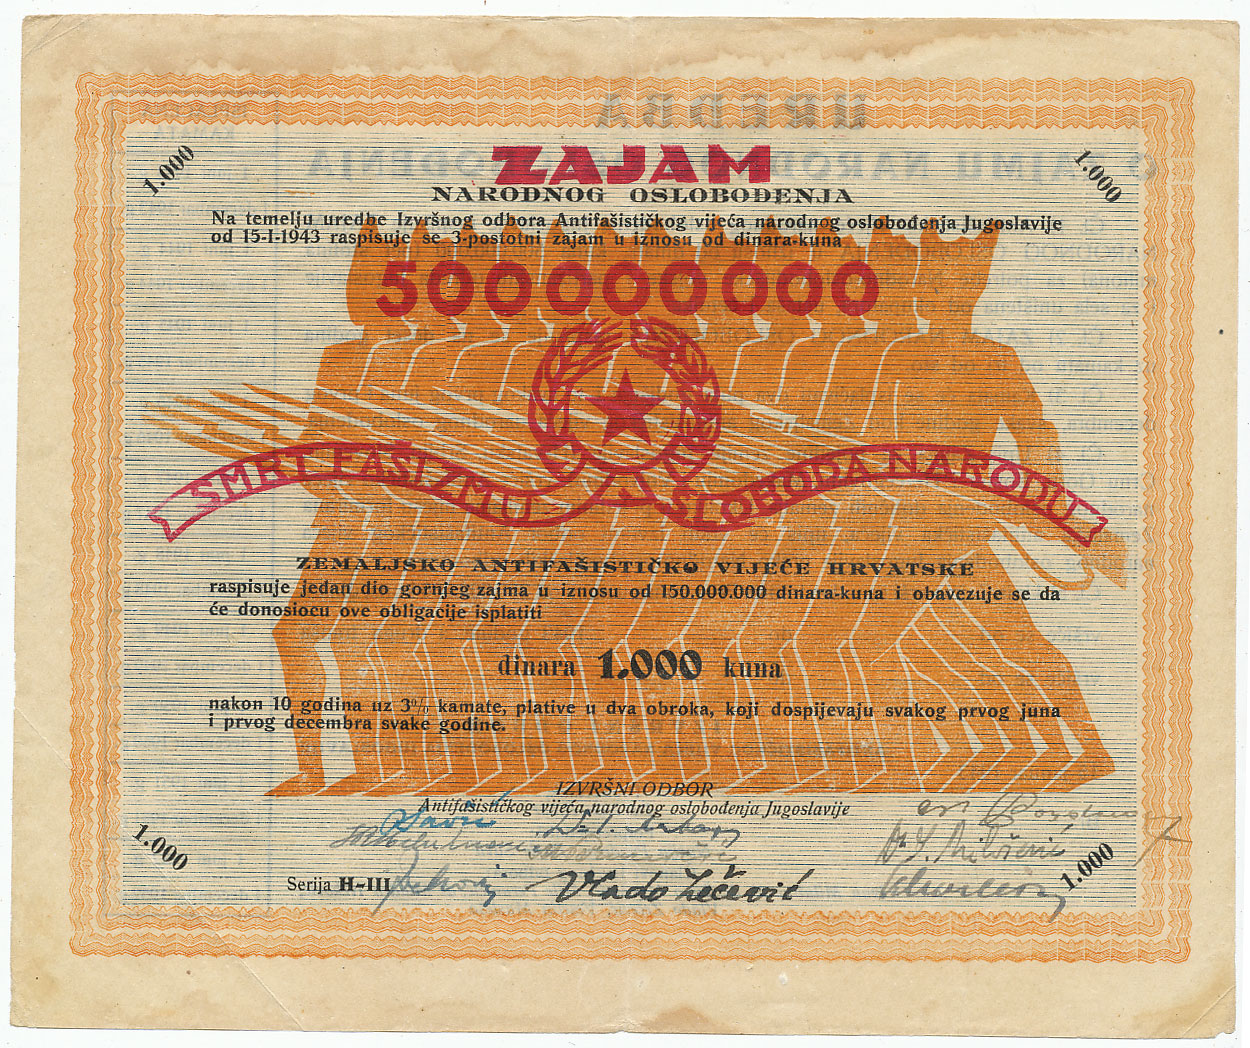 1.000
1.000
ZAJAM
NARODNOG OSLOBOĐENJA
Na temelju uredbe Izvršnog odbora Antifašističkog vijeća narodnog oslobođenja Jugoslavije
od 15-I-1943 raspisuje se 3-postotni zajam u iznosu od dinara-kuna
500000000
SMRT FAŠIZMU SLOBODA NARODU
ZEMALJSKO ANTIFAŠISTIČKO VIJEĆE HRVATSKE
raspisuje jedan dio gornjeg zajma u iznosu od 150.000.000 dinara-kuna i obavezuje se da
će donosiocu ove obligacije isplatiti
dinara 1.000 kuna
nakon 10 godina uz 3% kamate, plative u dva obroka, koji dospijevaju svakog prvog juna
i prvog decembra svake godine.
IZVRŠNI ODBOR
Antifašističkog vijeća narodnog oslobođenja Jugoslavije
1.000
1.000
Serija H-III
Vlado Zečević